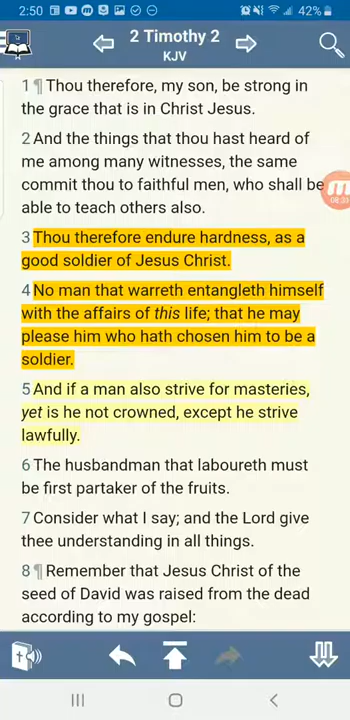 2:50
42%
2 Timothy 2
KJV
1 ¶ Thou therefore, my son, be strong in
the grace that is in Christ Jesus.
2 And the things that thou hast heard of
me among many witnesses, the same
commit thou to faithful men, who shall be
able to teach others also.
3 Thou therefore endure hardness, as a
good soldier of Jesus Christ.
4 No man that warreth entangleth himself
with the affairs of this life; that he may
please him who hath chosen him to be a
soldier.
5 And if a man also strive for masteries,
yet is he not crowned, except he strive
lawfully.
6 The husbandman that laboureth must
be first partaker of the fruits.
7 Consider what I say; and the Lord give
thee understanding in all things.
8 ¶ Remember that Jesus Christ of the
seed of David was raised from the dead
according to my gospel: